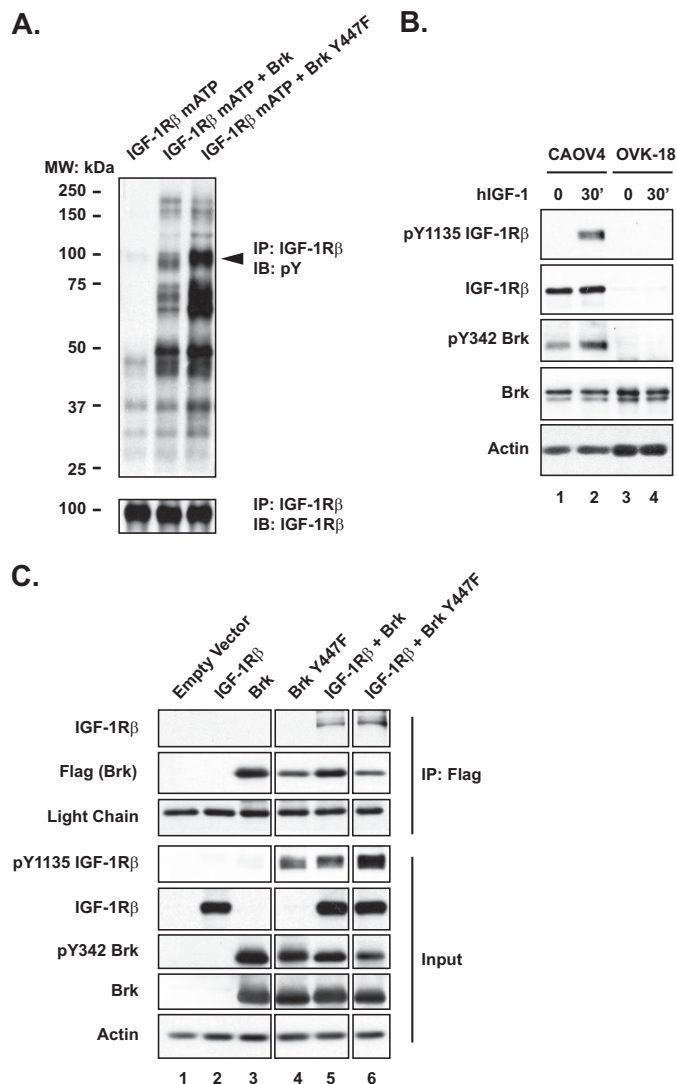 A.
IGF-1Rβ mATP
IGF-1Rβ mATP + Brk
IGF-1Rβ mATP + Brk Y447F
MW: kDa
250
150
100
75
50
37
25
IP: IGF-1Rβ
IB: pY
100
IP: IGF-1Rβ
IB: IGF-1Rβ
B.
CAOV4 OVK-18
hIGF-1 0 30' 0 30'
pY1135 IGF-1Rβ
IGF-1Rβ
pY342 Brk
Brk
Actin
1 2 3 4
C.
Empty Vector
IGF-1Rβ
Brk
Brk Y447F
IGF-1Rβ + Brk
IGF-1Rβ + Brk Y447F
IGF-1Rβ
Flag (Brk)
Light Chain
IP: Flag
pY1135 IGF-1Rβ
IGF-1Rβ
pY342 Brk
Brk
Actin
Input
1 2 3 4 5 6